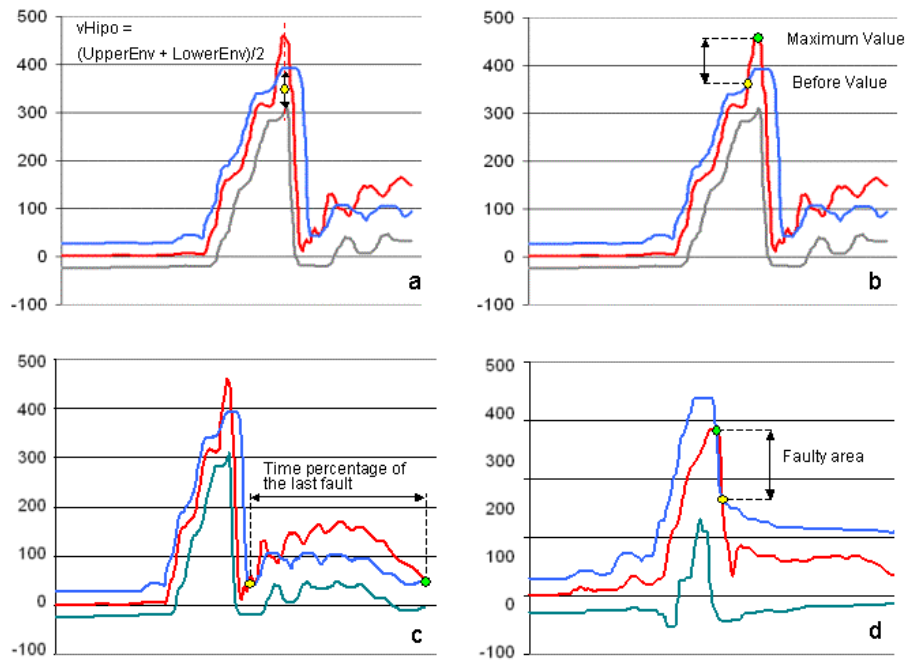 500
400
300
200
100
0
-100
vHipo =
(UpperEnv + LowerEnv)/2
a
500
400
300
200
100
0
-100
Maximum Value
Before Value
b
500
400
300
200
100
0
-100
Time percentage of
the last fault
c
500
400
300
200
100
0
-100
Faulty area
d